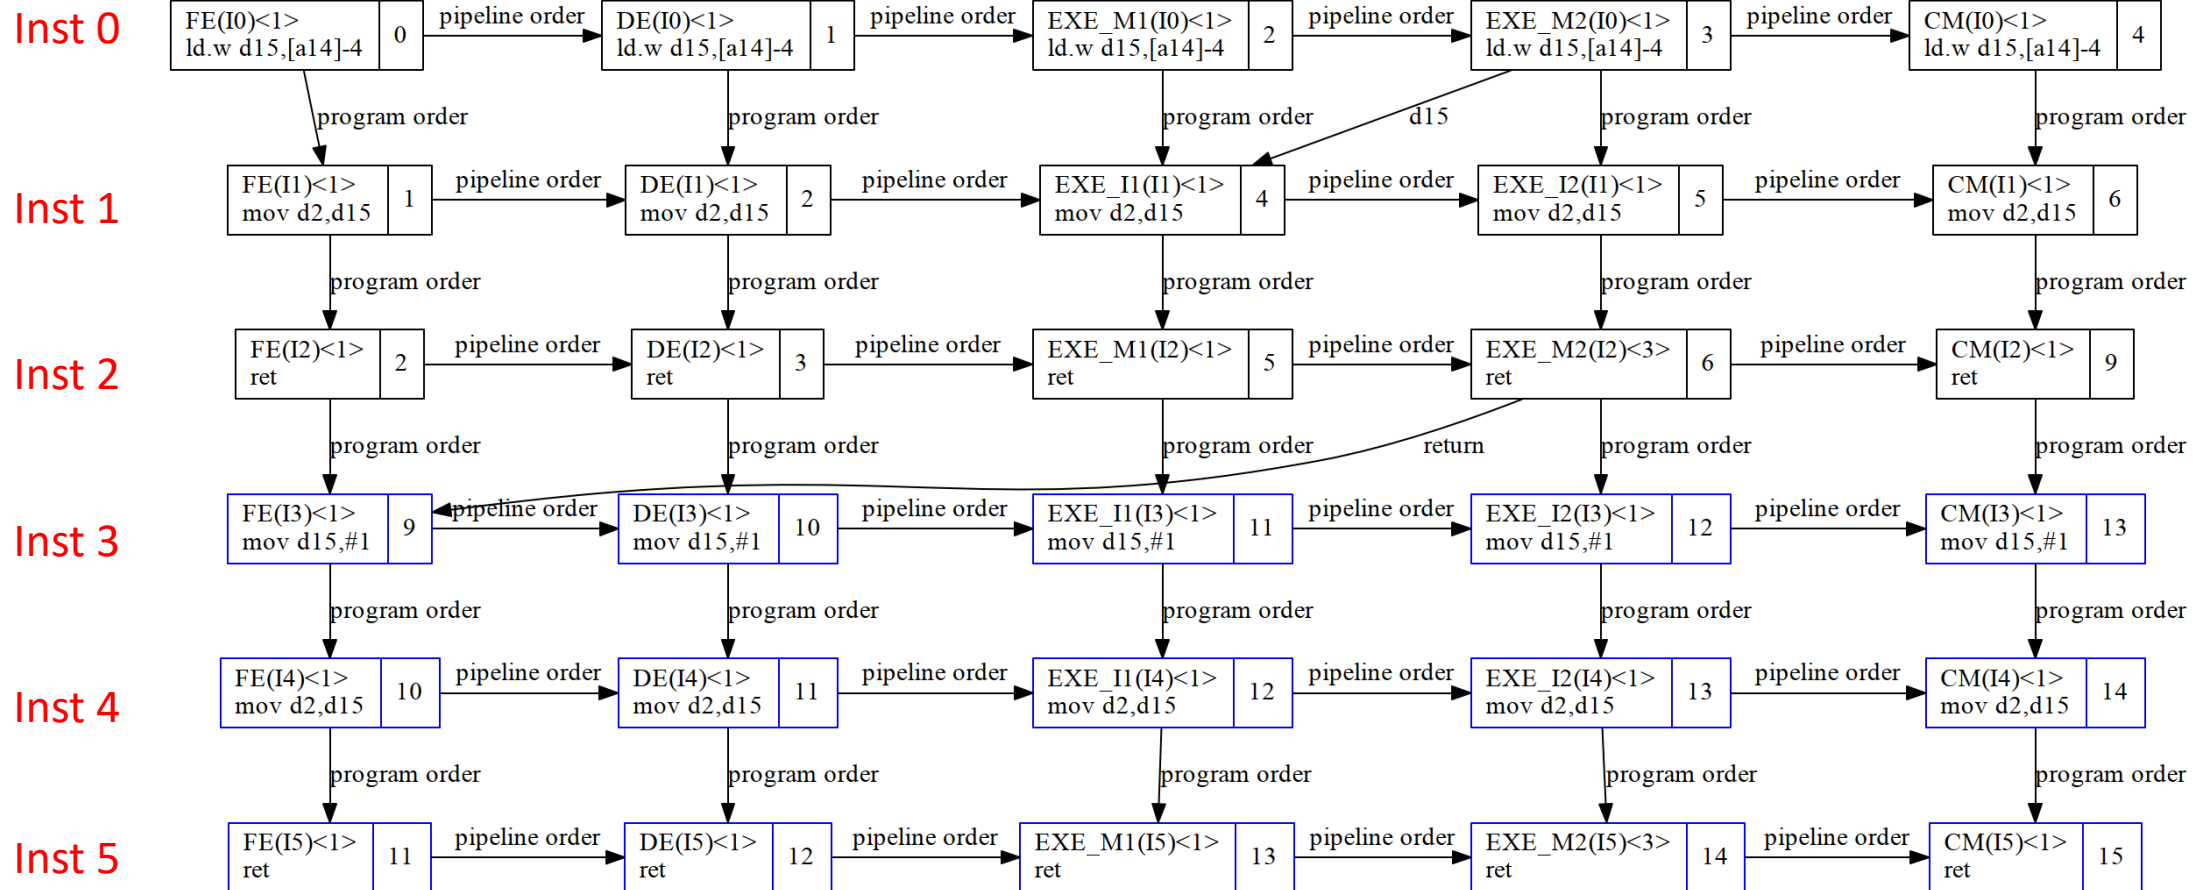 Inst 0
FE(I0)<1>
ld.w d15,[a14]-4
0
pipeline order
DE(I0)<1>
ld.w d15,[a14]-4
1
pipeline order
EXE_M1(I0)<1>
ld.w d15,[a14]-4
2
pipeline order
EXE_M2(I0)<1>
ld.w d15,[a14]-4
3
pipeline order
CM(I0)<1>
ld.w d15,[a14]-4
4
program order
program order
program order
d15
program order
program order
Inst 1
FE(I1)<1>
mov d2,d15
1
pipeline order
DE(I1)<1>
mov d2,d15
2
pipeline order
EXE_I1(I1)<1>
mov d2,d15
4
pipeline order
EXE_I2(I1)<1>
mov d2,d15
5
pipeline order
CM(I1)<1>
mov d2,d15
6
program order
program order
program order
program order
program order
Inst 2
FE(I2)<1>
ret
2
pipeline order
DE(I2)<1>
ret
3
pipeline order
EXE_M1(I2)<1>
ret
5
pipeline order
EXE_M2(I2)<3>
ret
6
pipeline order
CM(I2)<1>
ret
9
program order
program order
program order
return
program order
program order
Inst 3
FE(I3)<1>
mov d15,#1
9
pipeline order
DE(I3)<1>
mov d15,#1
10
pipeline order
EXE_I1(I3)<1>
mov d15,#1
11
pipeline order
EXE_I2(I3)<1>
mov d15,#1
12
pipeline order
CM(I3)<1>
mov d15,#1
13
program order
program order
program order
program order
program order
Inst 4
FE(I4)<1>
mov d2,d15
10
pipeline order
DE(I4)<1>
mov d2,d15
11
pipeline order
EXE_I1(I4)<1>
mov d2,d15
12
pipeline order
EXE_I2(I4)<1>
mov d2,d15
13
pipeline order
CM(I4)<1>
mov d2,d15
14
program order
program order
program order
program order
program order
Inst 5
FE(I5)<1>
ret
11
pipeline order
DE(I5)<1>
ret
12
pipeline order
EXE_M1(I5)<1>
ret
13
pipeline order
EXE_M2(I5)<3>
ret
14
pipeline order
CM(I5)<1>
ret
15